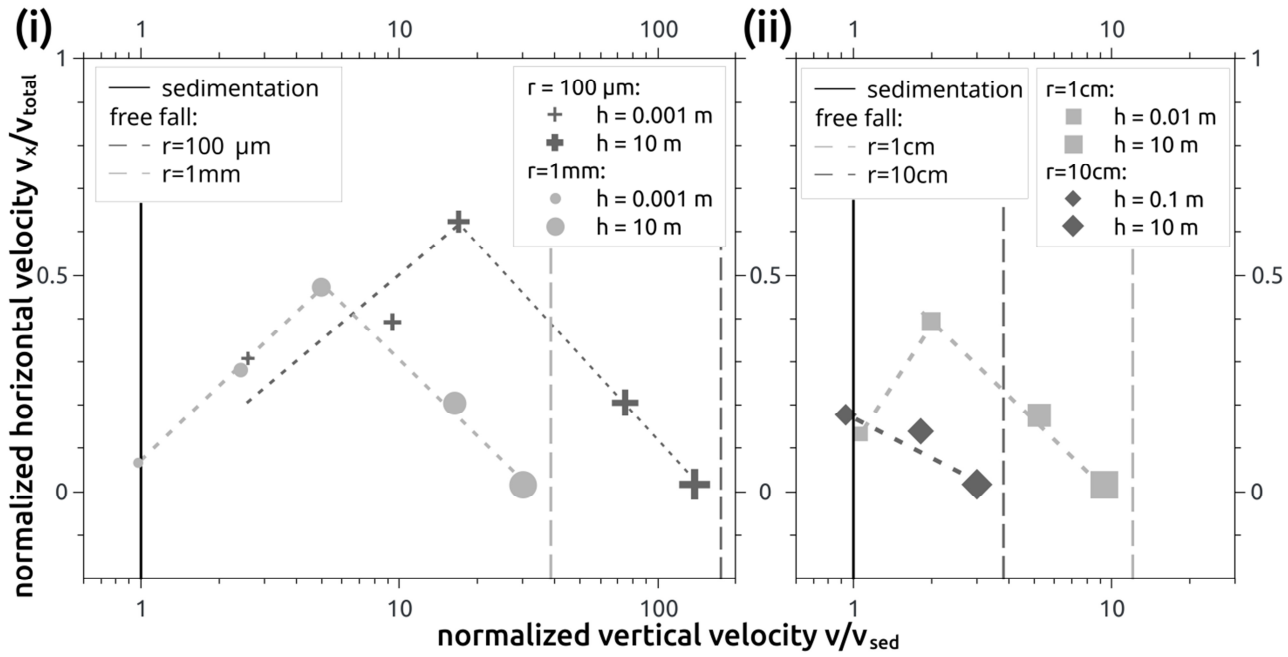 (i)
1 10 100
(ii)
1 10
1
0.5
0
normalized horizontal velocity vx/vtotal
sedimentation
free fall:
r=100 µm
r=1mm
r = 100 µm:
h = 0.001 m
h = 10 m
r=1mm:
h = 0.001 m
h = 10 m
1 10 100
0.5
0
sedimentation
free fall:
r=1cm
r=10cm
r=1cm:
h = 0.01 m
h = 10 m
r=10cm:
h = 0.1 m
h = 10 m
1
0.5
0
1 10
normalized vertical velocity v/vsed